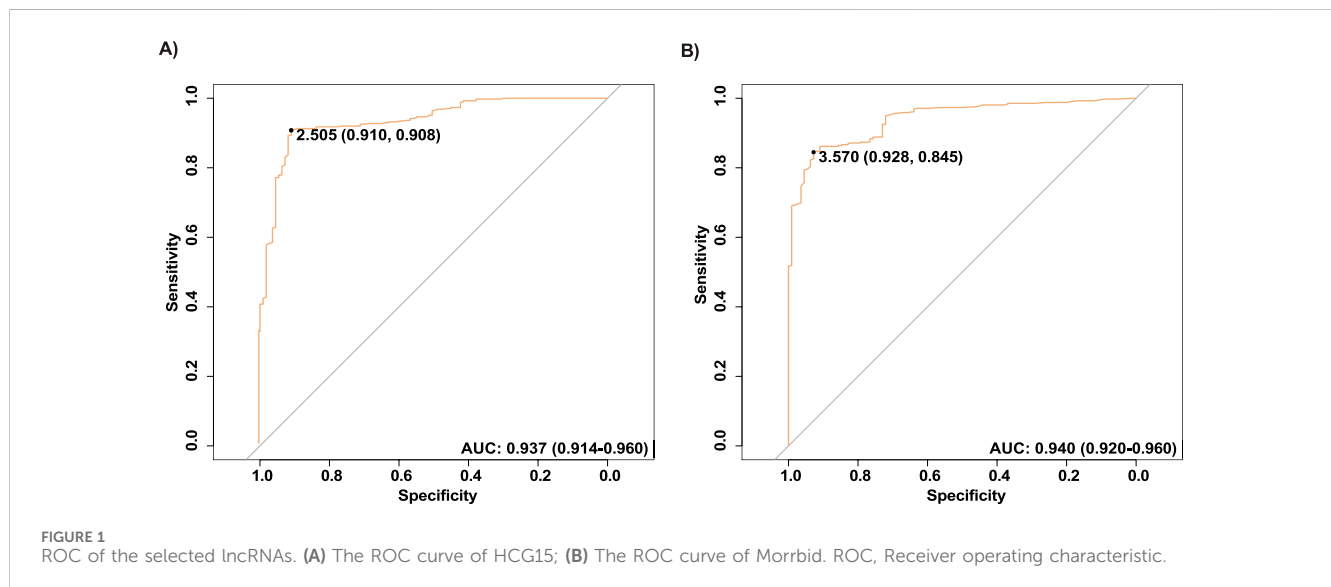 A)
1.0
0.8
0.6
0.4
0.2
0.0
Sensitivity
2.505 (0.910, 0.908)
AUC: 0.937 (0.914-0.960)
1.0 0.8 0.6 0.4 0.2 0.0
Specificity
B)
1.0
0.8
0.6
0.4
0.2
0.0
Sensitivity
3.570 (0.928, 0.845)
AUC: 0.940 (0.920-0.960)
1.0 0.8 0.6 0.4 0.2 0.0
Specificity
FIGURE 1
ROC of the selected lncRNAs. (A) The ROC curve of HCG15; (B) The ROC curve of Morrbid. ROC, Receiver operating characteristic.